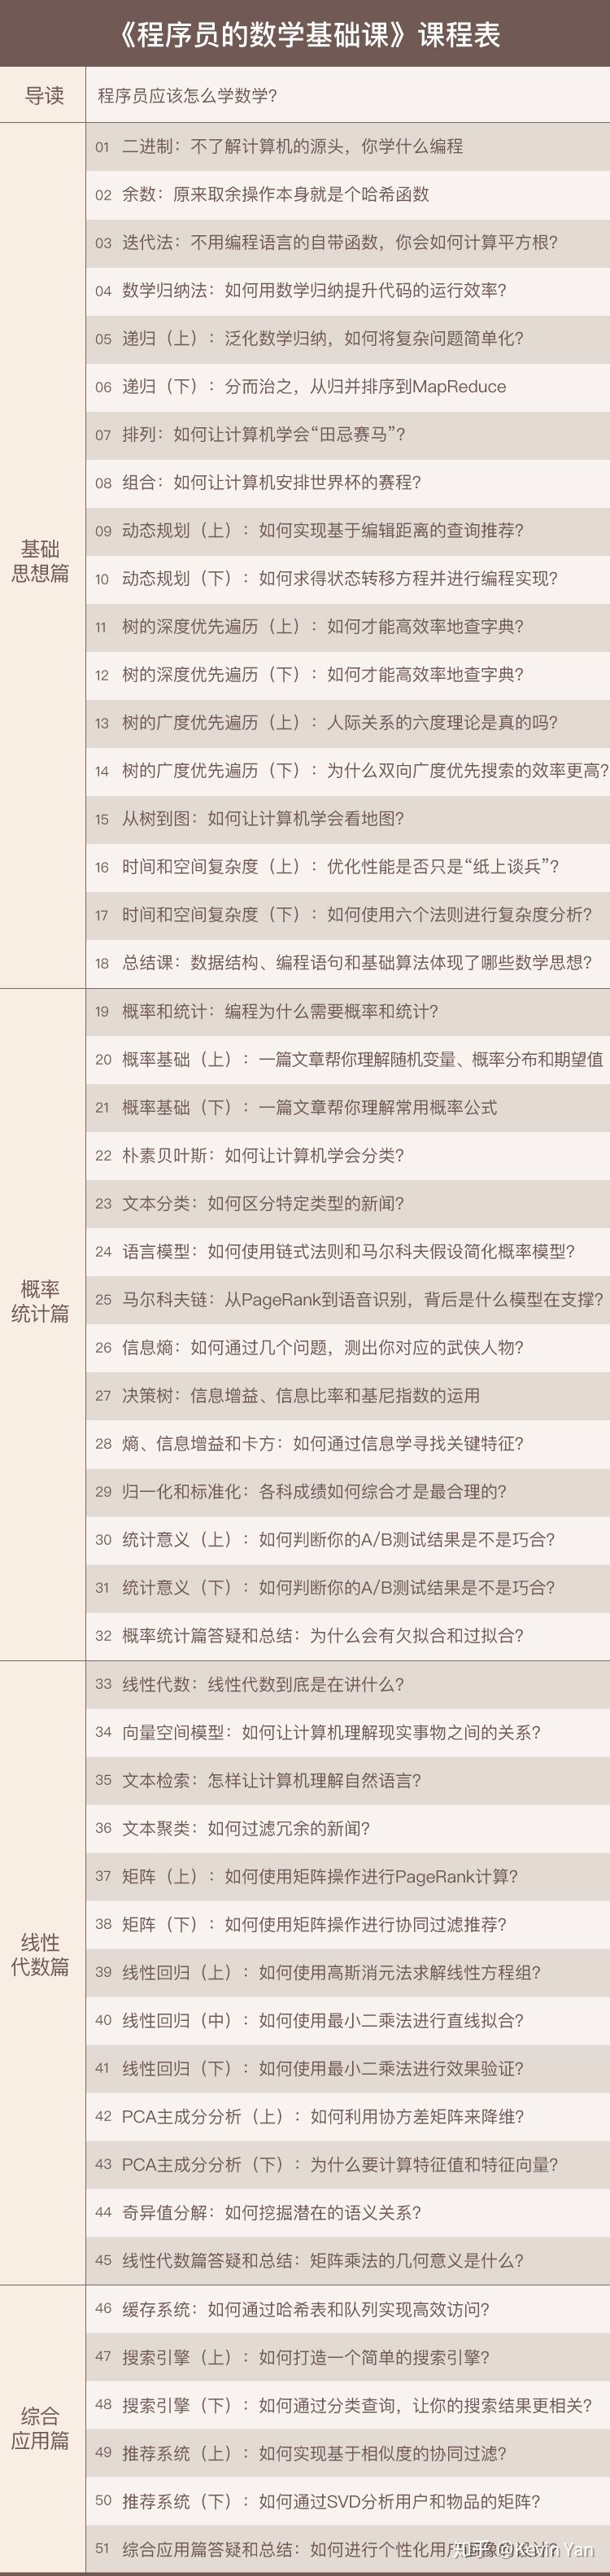 《程序员的数学基础课》课程表
导读
程序员应该怎么学数学?
基础
思想篇
01 二进制：不了解计算机的源头，你学什么编程
02 余数：原来取余操作本身就是个哈希函数
03 迭代法：不用编程语言的自带函数，你会如何计算平方根?
04 数学归纳法：如何用数学归纳提升代码的运行效率?
05 递归（上）：泛化数学归纳，如何将复杂问题简单化?
06 递归（下）：分而治之，从归并排序到MapReduce
07 排列：如何让计算机学会“田忌赛马”?
08 组合：如何让计算机安排世界杯的赛程?
09 动态规划（上）：如何实现基于编辑距离的查询推荐?
10 动态规划（下）：如何求得状态转移方程并进行编程实现?
11 树的深度优先遍历（上）：如何才能高效率地查字典?
12 树的深度优先遍历（下）：如何才能高效率地查字典?
13 树的广度优先遍历（上）：人际关系的六度理论是真的吗?
14 树的广度优先遍历（下）：为什么双向广度优先搜索的效率更高?
15 从树到图：如何让计算机学会看地图?
16 时间和空间复杂度（上）：优化性能是否只是“纸上谈兵”?
17 时间和空间复杂度（下）：如何使用六个法则进行复杂度分析?
18 总结课：数据结构、编程语句和基础算法体现了哪些数学思想?
概率
统计篇
19 概率和统计：编程为什么需要概率和统计?
20 概率基础（上）：一篇文章帮你理解随机变量、概率分布和期望值
21 概率基础（下）：一篇文章帮你理解常用概率公式
22 朴素贝叶斯：如何让计算机学会分类?
23 文本分类：如何区分特定类型的新闻?
24 语言模型：如何使用链式法则和马尔科夫假设简化概率模型?
25 马尔科夫链：从PageRank到语音识别，背后是什么模型在支撑?
26 信息熵：如何通过几个问题，测出你对应的武侠人物?
27 决策树：信息增益、信息比率和基尼指数的运用
28 熵、信息增益和卡方：如何通过信息学寻找关键特征?
29 归一化和标准化：各科成绩如何综合才是最合理的?
30 统计意义（上）：如何判断你的A/B测试结果是不是巧合?
31 统计意义（下）：如何判断你的A/B测试结果是不是巧合?
32 概率统计篇答疑和总结：为什么会有欠拟合和过拟合?
线性
代数篇
33 线性代数：线性代数到底是在讲什么?
34 向量空间模型：如何让计算机理解现实事物之间的关系?
35 文本检索：怎样让计算机理解自然语言?
36 文本聚类：如何过滤冗余的新闻?
37 矩阵（上）：如何使用矩阵操作进行PageRank计算?
38 矩阵（下）：如何使用矩阵操作进行协同过滤推荐?
39 线性回归（上）：如何使用高斯消元法求解线性方程组?
40 线性回归（中）：如何使用最小二乘法进行直线拟合?
41 线性回归（下）：如何使用最小二乘法进行效果验证?
42 PCA主成分分析（上）：如何利用协方差矩阵来降维?
43 PCA主成分分析（下）：为什么要计算特征值和特征向量?
44 奇异值分解：如何挖掘潜在的语义关系?
45 线性代数篇答疑和总结：矩阵乘法的几何意义是什么?
综合
应用篇
46 缓存系统：如何通过哈希表和队列实现高效访问?
47 搜索引擎（上）：如何打造一个简单的搜索引擎?
48 搜索引擎（下）：如何通过分类查询，让你的搜索结果更相关?
49 推荐系统（上）：如何实现基于相似度的协同过滤?
50 推荐系统（下）：如何通过SVD分析用户和物品的矩阵?
51 综合应用篇答疑和总结：如何进行个性化用户画像
知乎 @Kevin Yan